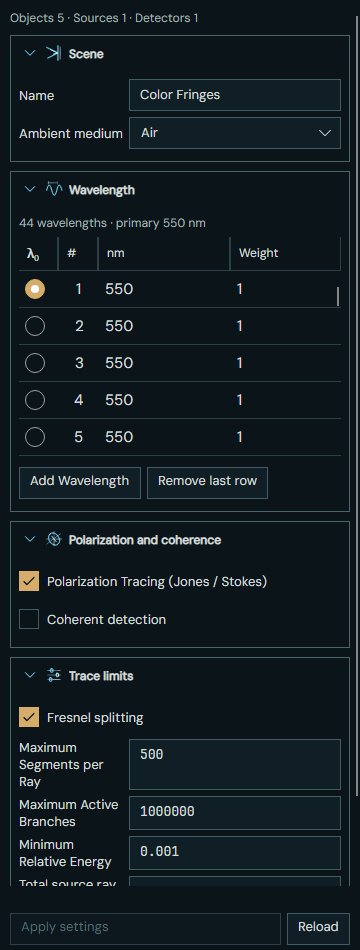 Objects 5 · Sources 1 · Detectors 1
Scene
Name
Color Fringes
Ambient medium
Air
Wavelength
44 wavelengths · primary 550 nm
λ₀ # nm Weight
1 550 1
2 550 1
3 550 1
4 550 1
5 550 1
Add Wavelength Remove last row
Polarization and coherence
Polarization Tracing (Jones / Stokes)
Coherent detection
Trace limits
Fresnel splitting
Maximum
Segments per
Ray
500
Maximum Active
Branches
1000000
Minimum
Relative Energy
0.001
Total source ray
Apply settings Reload